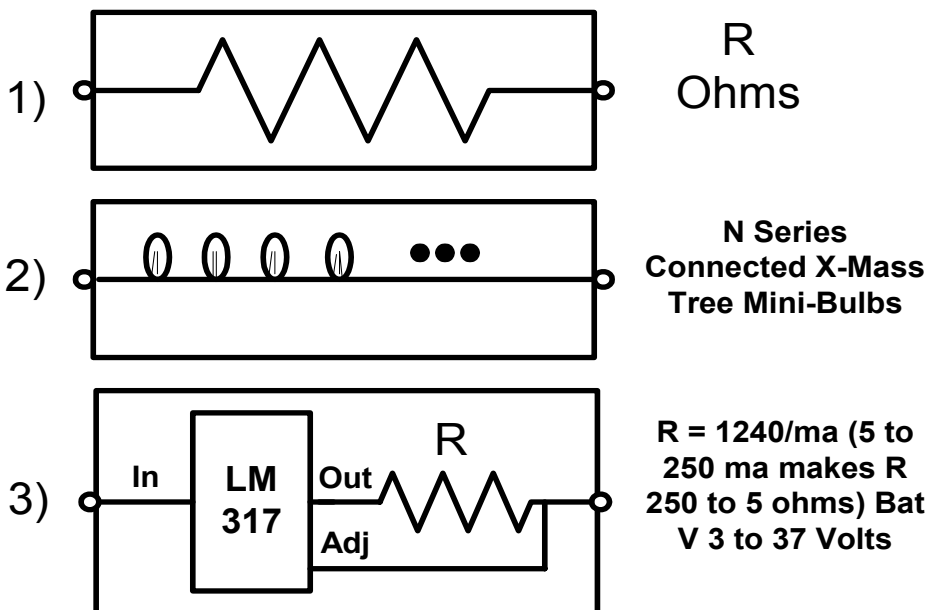 1)
R
Ohms
2)
N Series
Connected X-Mass
Tree Mini-Bulbs
3)
In
LM
317
Out
Adj
R
R = 1240/ma (5 to
250 ma makes R
250 to 5 ohms) Bat
V 3 to 37 Volts